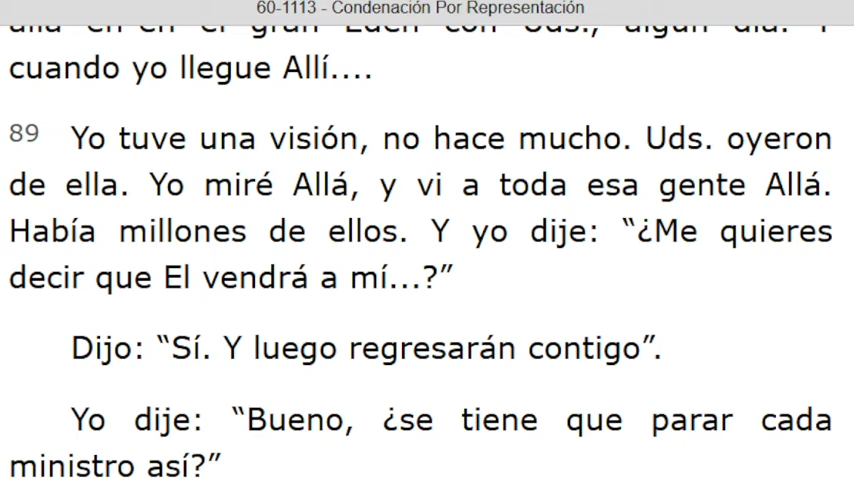 60-1113 - Condenación Por Representación
cuando yo llegue Allí....
89 Yo tuve una visión, no hace mucho. Uds. oyeron
de ella. Yo miré Allá, y vi a toda esa gente Allá.
Había millones de ellos. Y yo dije: “¿Me quieres
decir que El vendrá a mí...?”
Dijo: “Sí. Y luego regresarán contigo”.
Yo dije: “Bueno, ¿se tiene que parar cada
ministro así?”